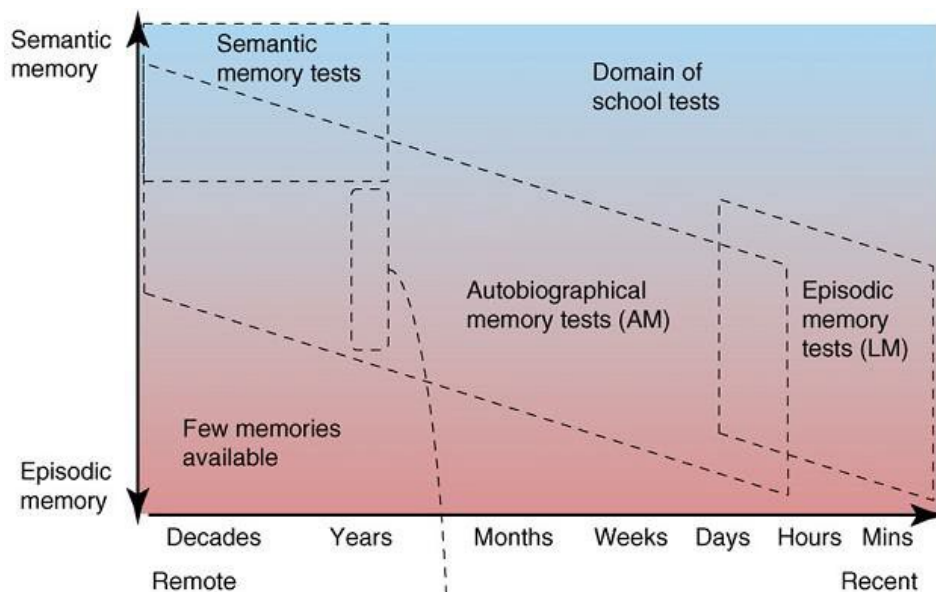 Semantic
memory
Semantic
memory tests
Domain of
school tests
Autobiographical
memory tests (AM)
Episodic
memory
tests (LM)
Few memories
available
Episodic
memory
Decades Years Months Weeks Days Hours Mins
Remote Recent